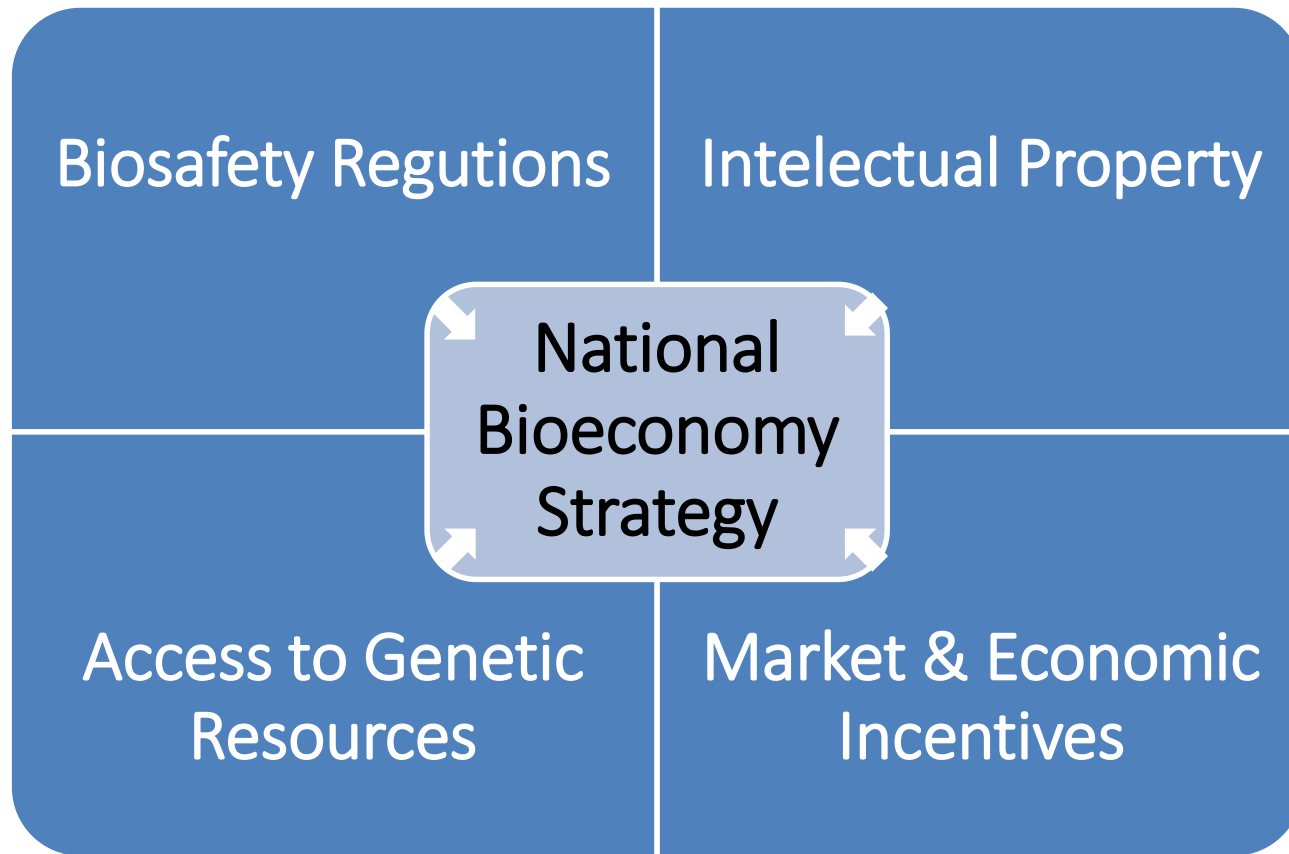 Biosafety Regutions
Intelectual Property
National
Bioeconomy
Strategy
Access to Genetic
Resources
Market & Economic
Incentives